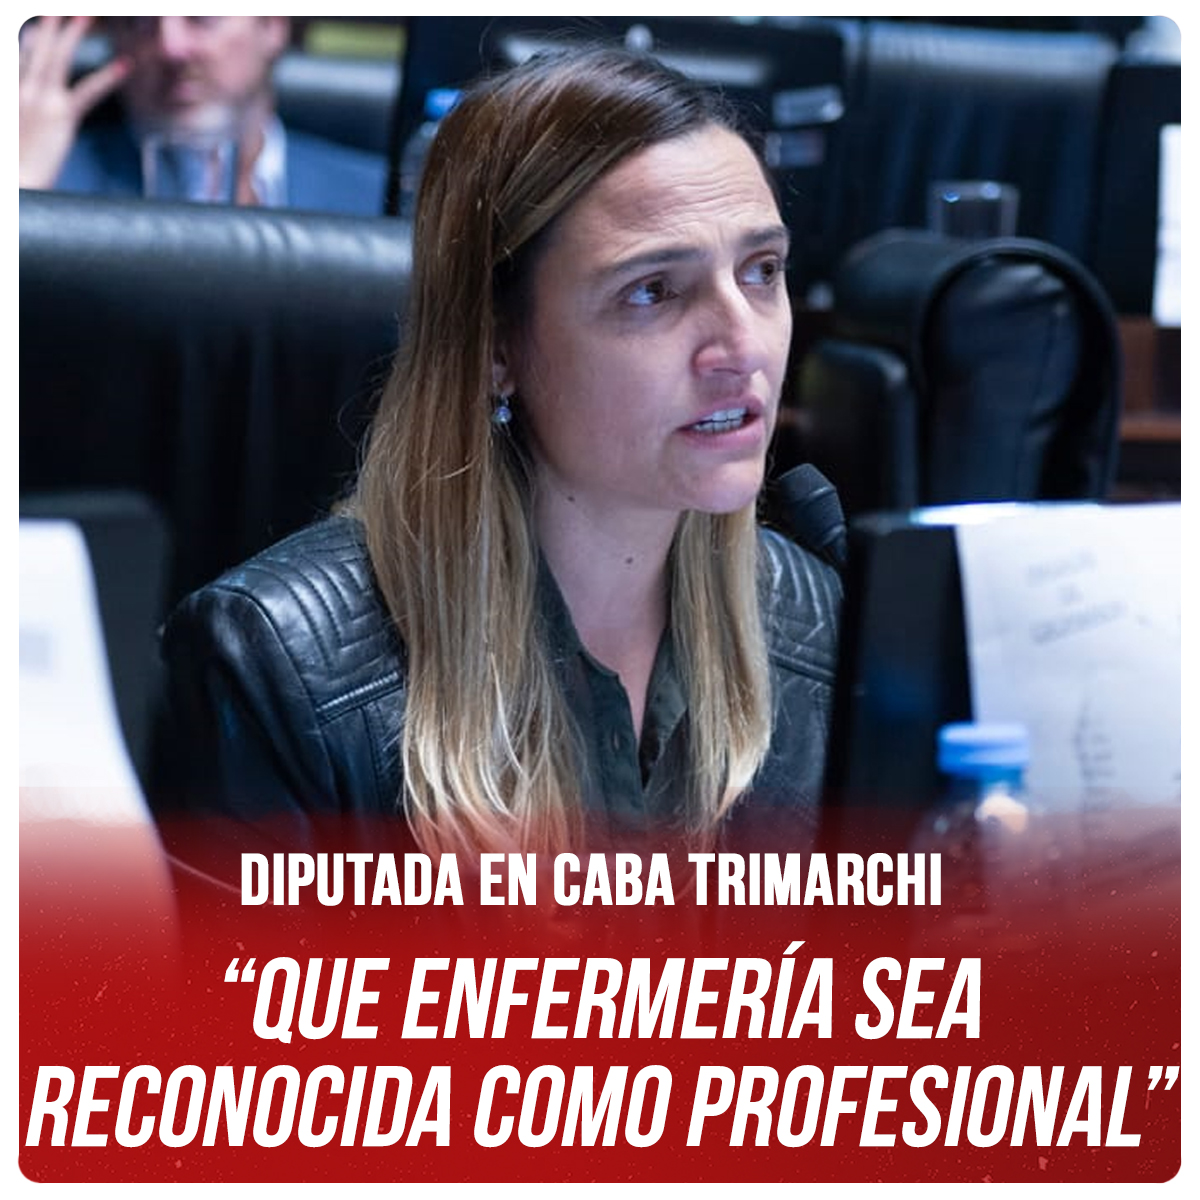 DIPUTADA EN CABA TRIMARCHI
“QUE ENFERMERÍA SEA
RECONOCIDA COMO PROFESIONAL”